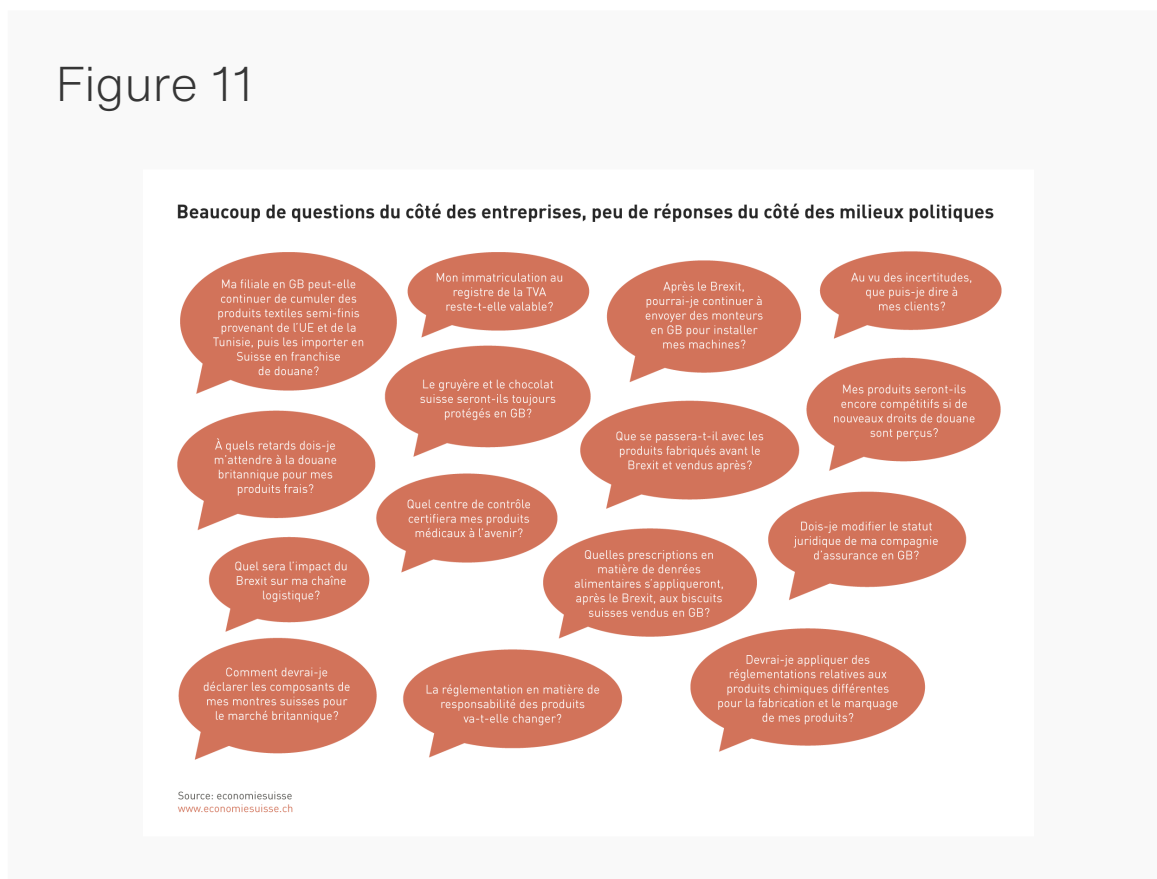 Figure 11
Beaucoup de questions du côté des entreprises, peu de réponses du côté des milieux politiques
Ma filiale en GB peut-elle
continuer de cumuler des
produits textiles semi-finis
provenant de l'UE et de la
Tunisie, puis les importer en
Suisse en franchise
de douane?
Mon immatriculation au
registre de la TVA
reste-t-elle valable?
Après le Brexit,
pourrai-je continuer à
envoyer des monteurs
en GB pour installer
mes machines?
Au vu des incertitudes,
que puis-je dire à
mes clients?
Le gruyère et le chocolat
suisse seront-ils toujours
protégés en GB?
Mes produits seront-ils
encore compétitifs si de
nouveaux droits de douane
sont perçus?
À quels retards dois-je
m'attendre à la douane
britannique pour mes
produits frais?
Que se passera-t-il avec les
produits fabriqués avant le
Brexit et vendus après?
Quel centre de contrôle
certifiera mes produits
médicaux à l'avenir?
Dois-je modifier le statut
juridique de ma compagnie
d'assurance en GB?
Quel sera l'impact du
Brexit sur ma chaîne
logistique?
Quelles prescriptions en
matière de denrées
alimentaires s'appliqueront,
après le Brexit, aux biscuits
suisses vendus en GB?
Comment devrai-je
déclarer les composants de
mes montres suisses pour
le marché britannique?
La réglementation en matière de
responsabilité des produits
va-t-elle changer?
Devrai-je appliquer des
réglementations relatives aux
produits chimiques différentes
pour la fabrication et le marquage
de mes produits?
Source: economiesuisse
www.economiesuisse.ch